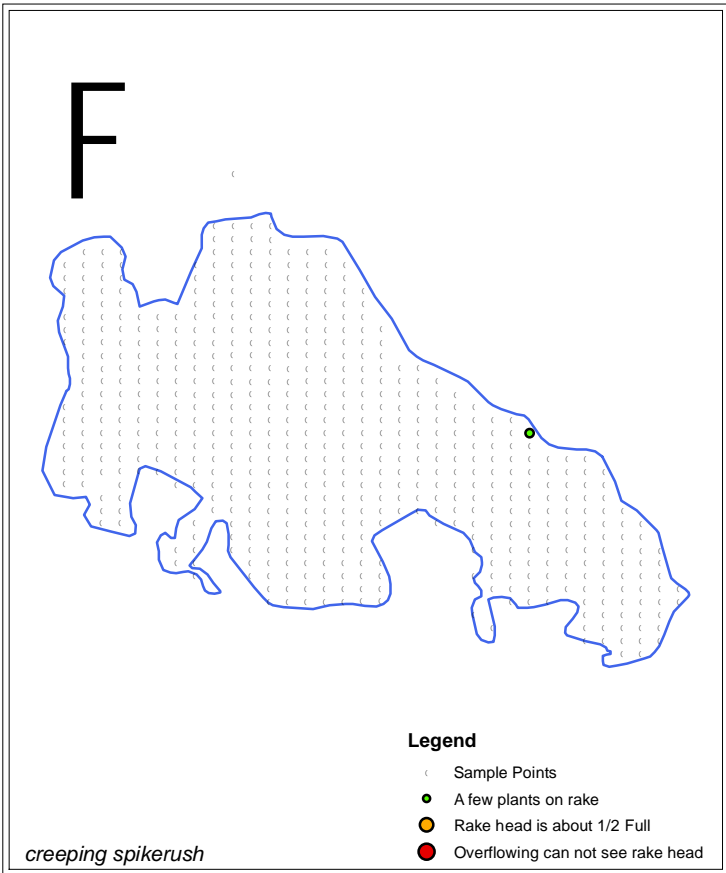 F
Legend
Sample Points
A few plants on rake
Rake head is about 1/2 Full
Overflowing can not see rake head
creeping spikerush